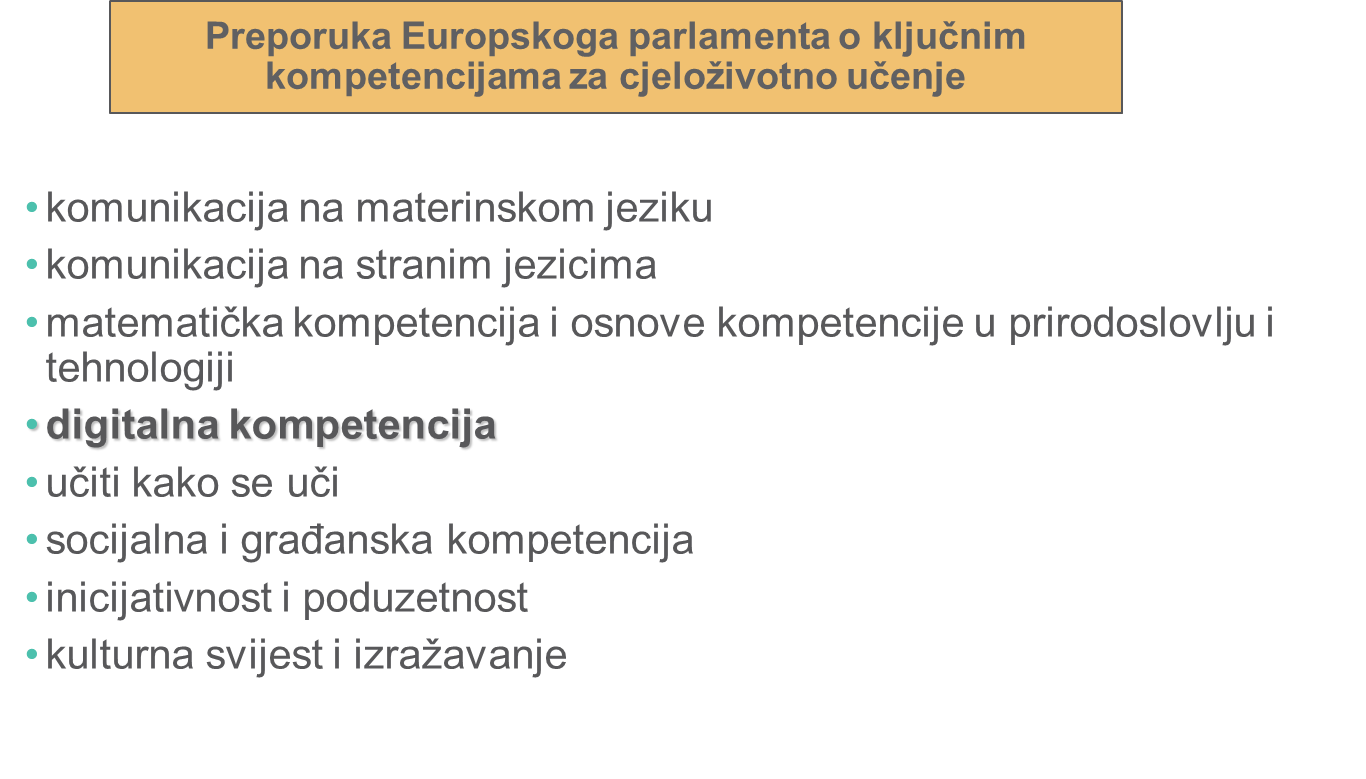 Preporuka Europskoga parlamenta o ključnim
kompetencijama za cjeloživotno učenje
•komunikacija na materinskom jeziku
•komunikacija na stranim jezicima
•matematička kompetencija i osnove kompetencije u prirodoslovlju i
tehnologiji
•digitalna kompetencija
•učiti kako se uči
•socijalna i građanska kompetencija
•inicijativnost i poduzetnost
•kulturna svijest i izražavanje